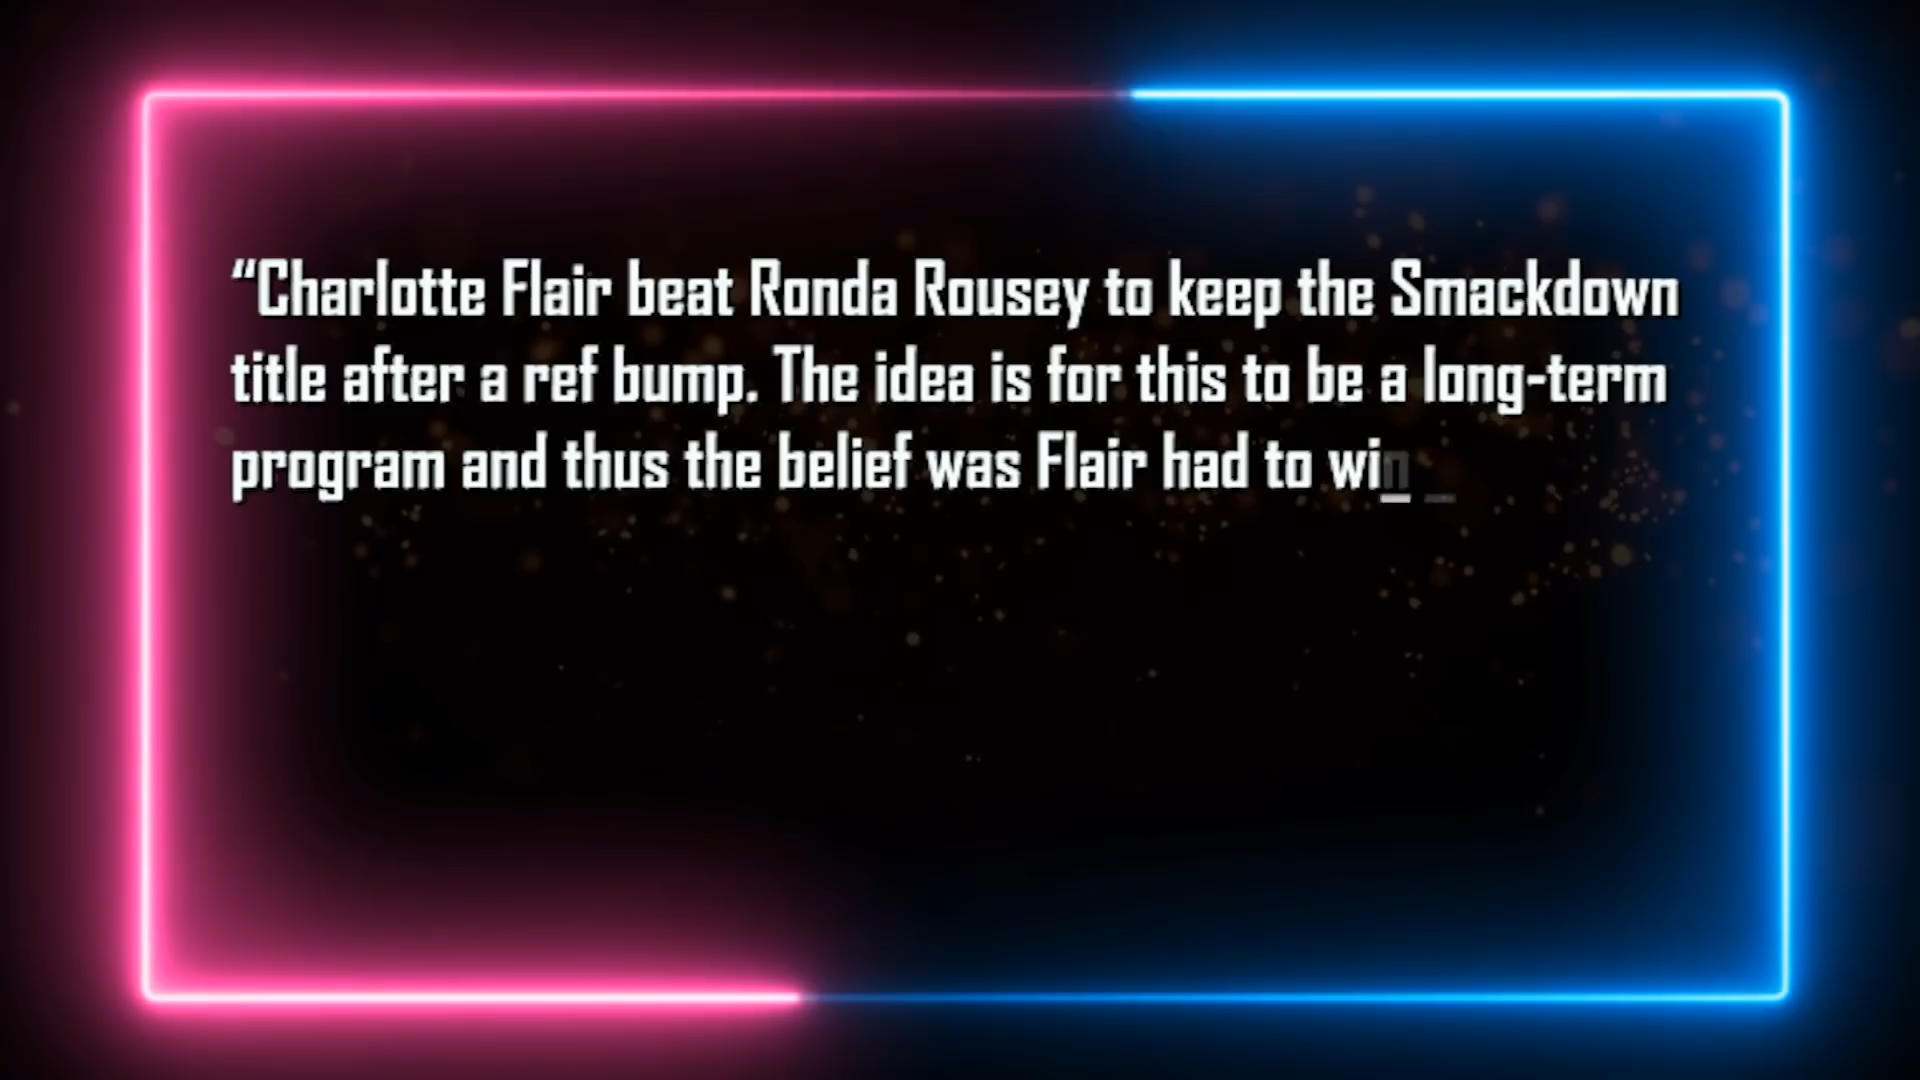 “Charlotte Flair beat Ronda Rousey to keep the Smackdown
title after a ref bump. The idea is for this to be a long-term
program and thus the belief was Flair had to win